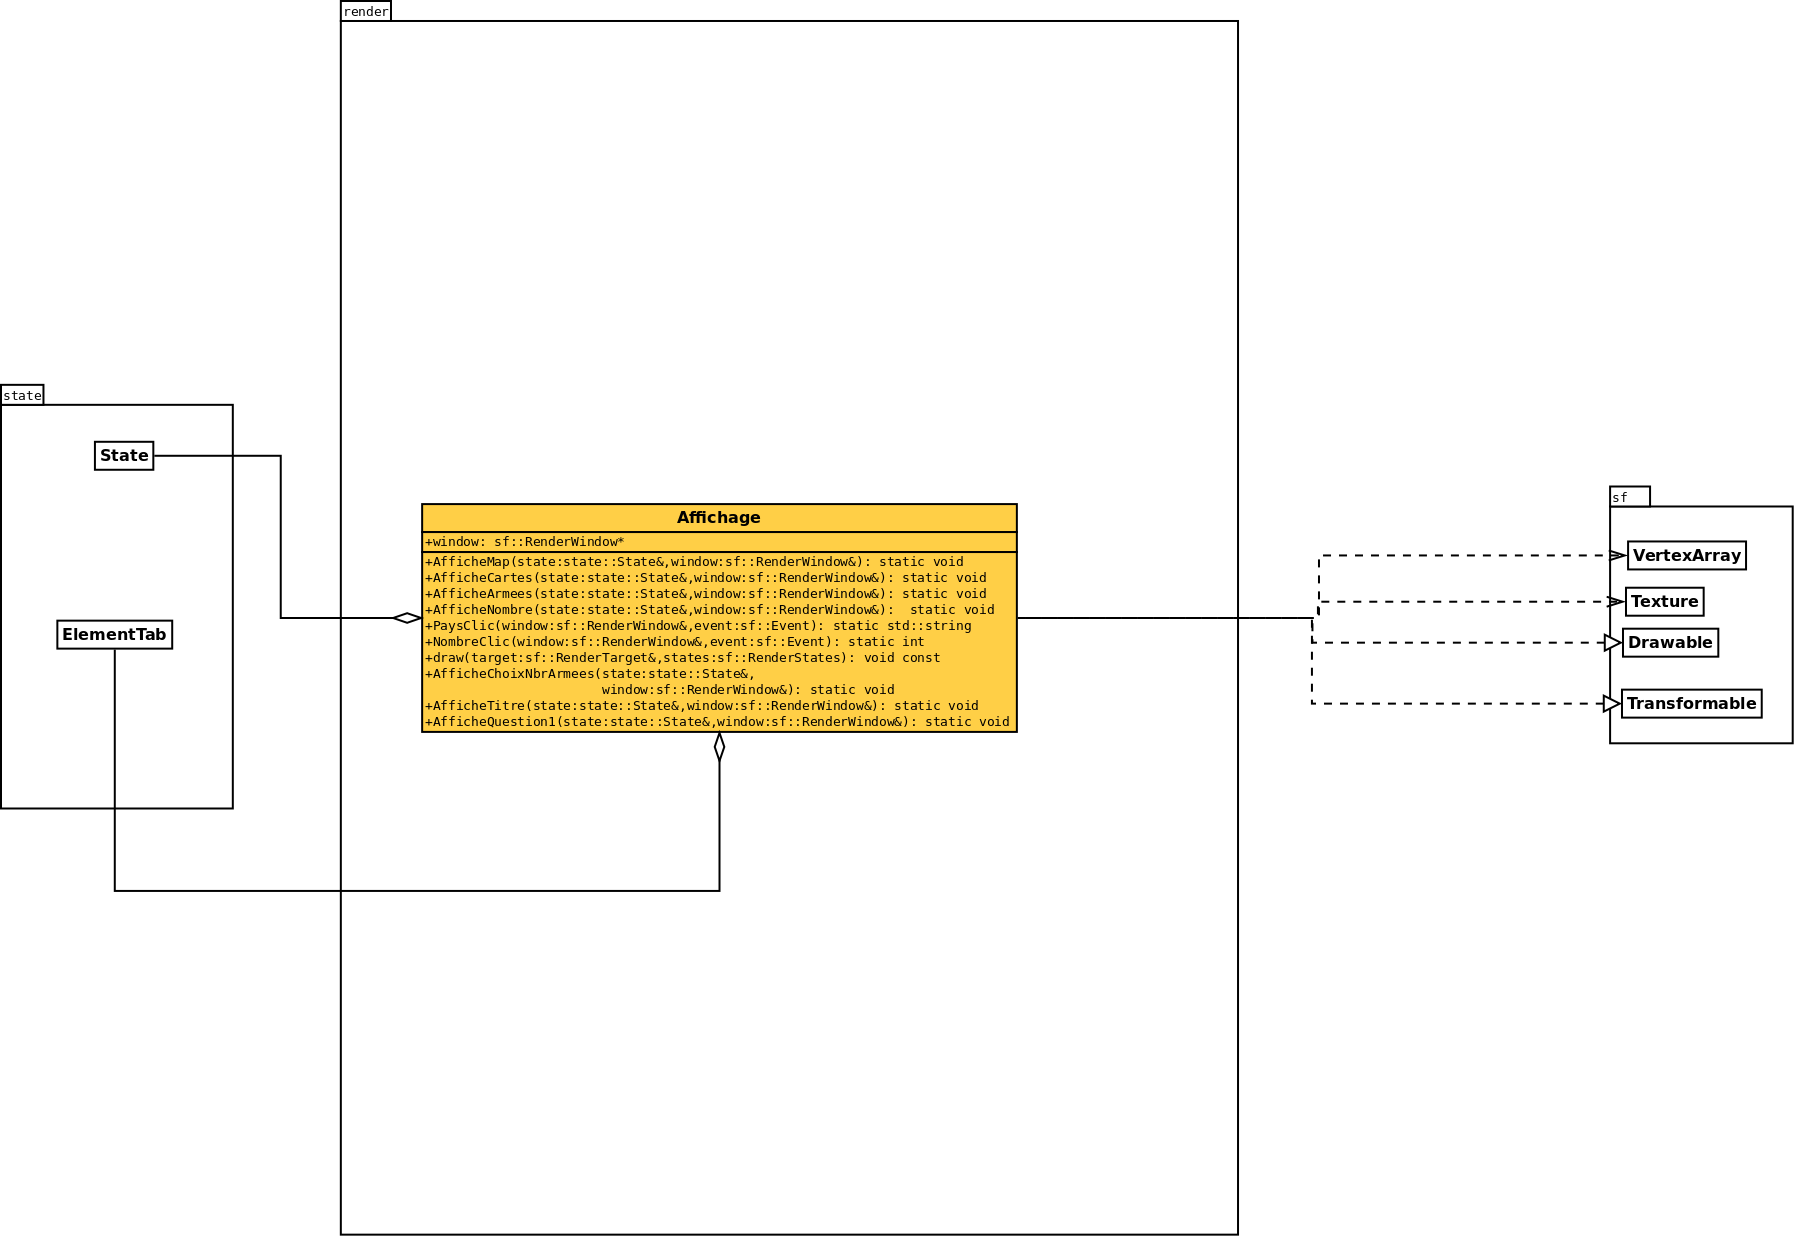 render
state
State
ElementTab
Affichage
+window: sf::RenderWindow*
+AfficheMap(state:state::State&,window:sf::RenderWindow&): static void
+AfficheCartes(state:state::State&,window:sf::RenderWindow&): static void
+AfficheArmees(state:state::State&,window:sf::RenderWindow&): static void
+AfficheNombre(state:state::State&,window:sf::RenderWindow&):  static void
+PaysClic(window:sf::RenderWindow&,event:sf::Event): static std::string
+NombreClic(window:sf::RenderWindow&,event:sf::Event): static int
+draw(target:sf::RenderTarget&,states:sf::RenderStates): void const
+AfficheChoixNbrArmees(state:state::State&,
window:sf::RenderWindow&): static void
+AfficheTitre(state:state::State&,window:sf::RenderWindow&): static void
+AfficheQuestion1(state:state::State&,window:sf::RenderWindow&): static void
sf
VertexArray
Texture
Drawable
Transformable